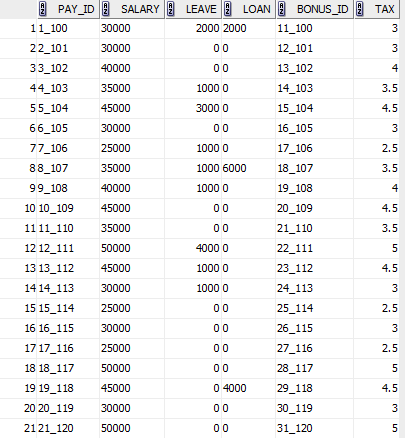 PAY_ID SALARY LEAVE LOAN BONUS_ID TAX
1 1_100 30000 2000 2000 11_100 3
2 2_101 30000 0 0 12_101 3
3 3_102 40000 0 0 13_102 4
4 4_103 35000 1000 0 14_103 3.5
5 5_104 45000 3000 0 15_104 4.5
6 6_105 30000 0 0 16_105 3
7 7_106 25000 1000 0 17_106 2.5
8 8_107 35000 1000 6000 18_107 3.5
9 9_108 40000 1000 0 19_108 4
10 10_109 45000 0 0 20_109 4.5
11 11_110 35000 0 0 21_110 3.5
12 12_111 50000 4000 0 22_111 5
13 13_112 45000 1000 0 23_112 4.5
14 14_113 30000 1000 0 24_113 3
15 15_114 25000 0 0 25_114 2.5
16 16_115 30000 0 0 26_115 3
17 17_116 25000 0 0 27_116 2.5
18 18_117 50000 0 0 28_117 5
19 19_118 45000 0 4000 29_118 4.5
20 20_119 30000 0 0 30_119 3
21 21_120 50000 0 0 31_120 5